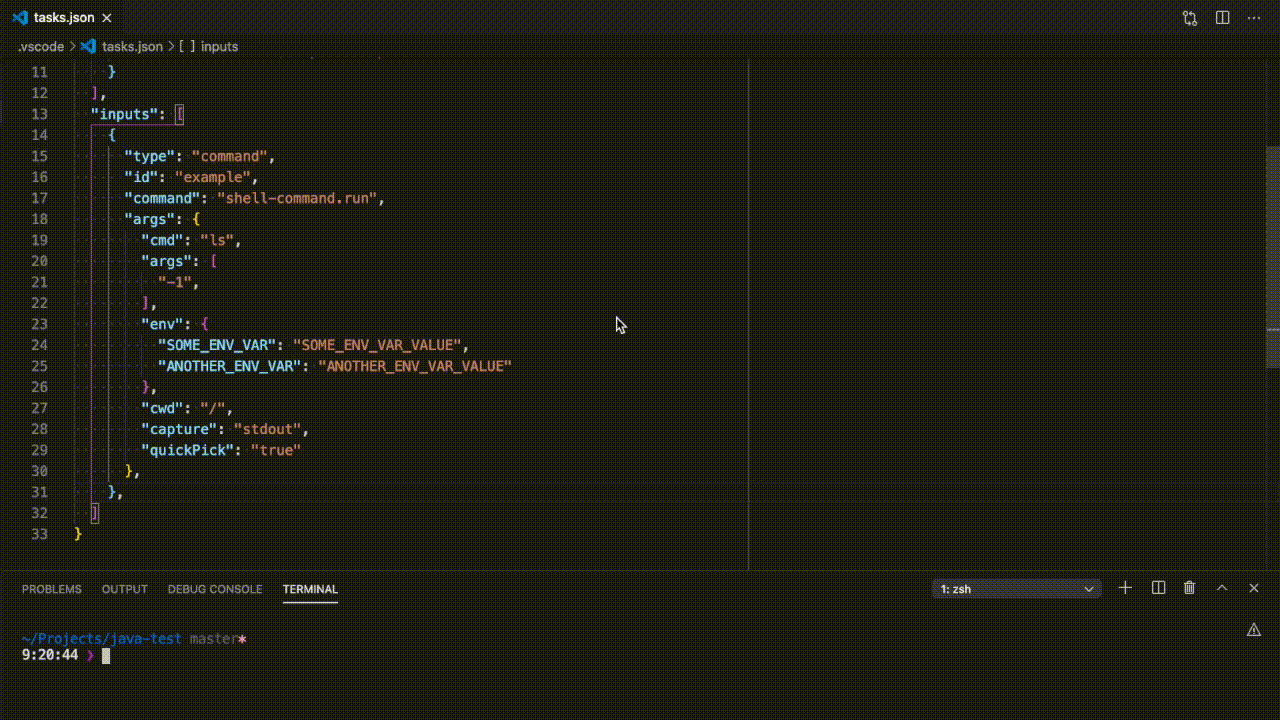 tasks.json
.vscode > tasks.json > [ ] inputs
11 }
12 ],
13 "inputs": [
14 {
15 "type": "command",
16 "id": "example",
17 "command": "shell-command.run",
18 "args": {
19 "cmd": "ls",
20 "args": [
21 "-1",
22 ],
23 "env": {
24 "SOME_ENV_VAR": "SOME_ENV_VAR_VALUE",
25 "ANOTHER_ENV_VAR": "ANOTHER_ENV_VAR_VALUE"
26 },
27 "cwd": "/",
28 "capture": "stdout",
29 "quickPick": "true"
30 },
31 },
32 ]
33 }
PROBLEMS OUTPUT DEBUG CONSOLE TERMINAL 1: zsh
~/Projects/java-test master*
9:20:44 ❯